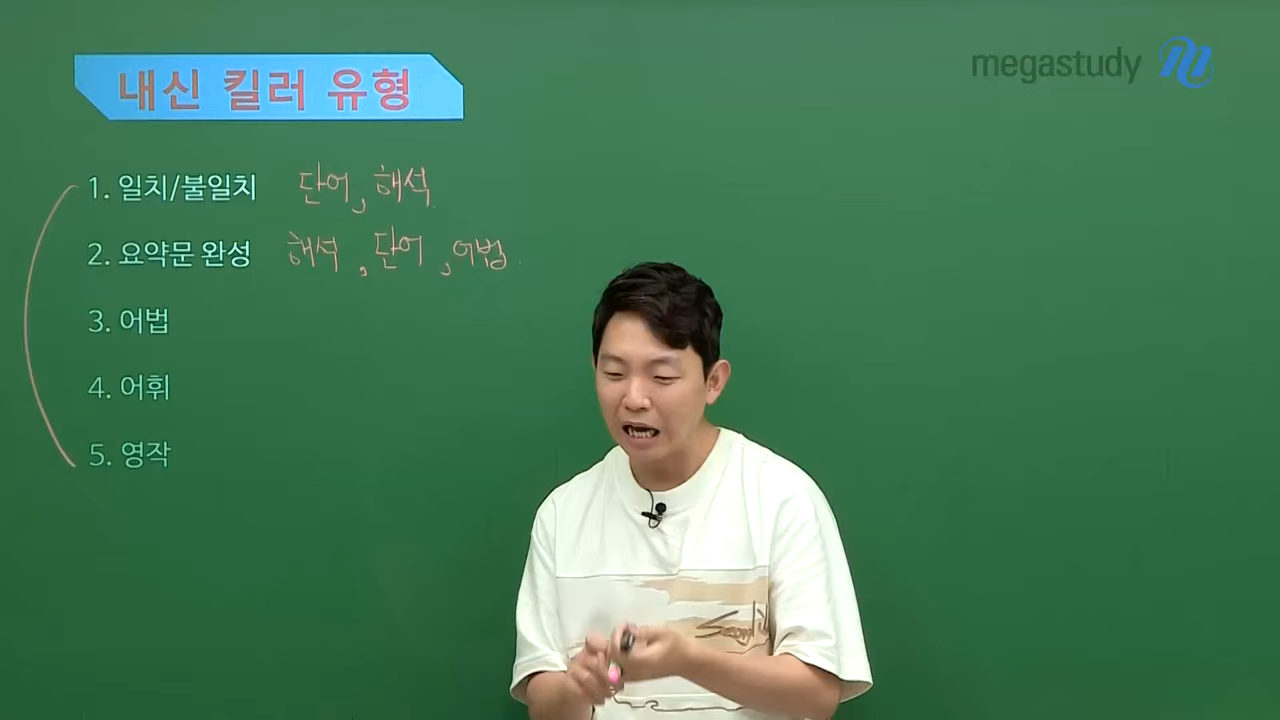 내신 킬러 유형
megastudy
1. 일치/불일치 단어, 해석
2. 요약문 완성 해석, 단어, 어법
3. 어법
4. 어휘
5. 영작